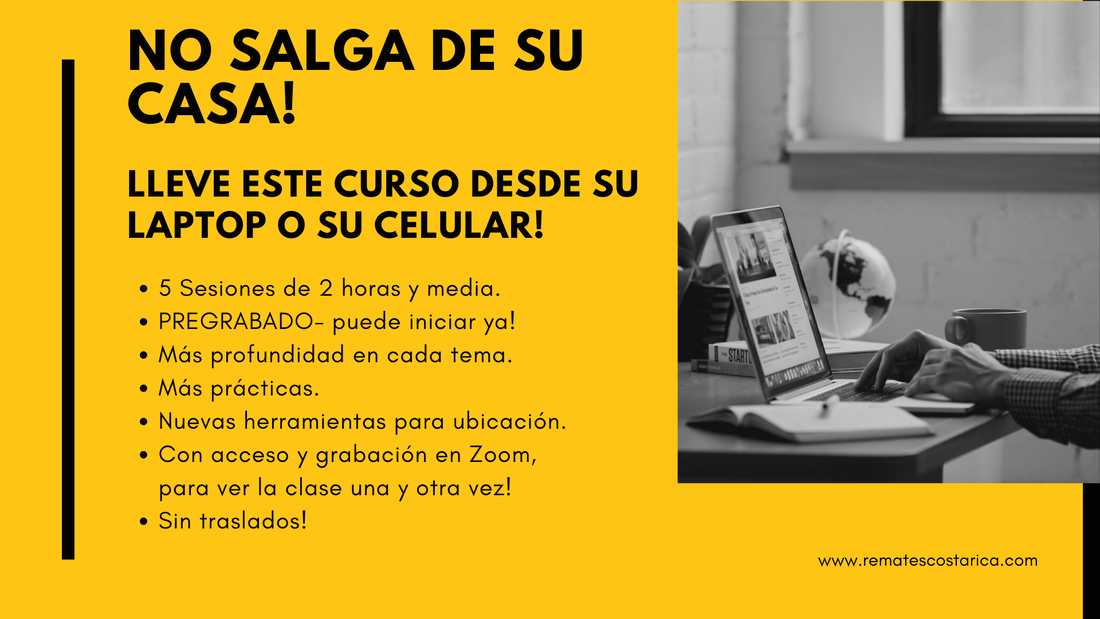 NO SALGA DE SU
CASA!
LLEVE ESTE CURSO DESDE SU
LAPTOP O SU CELULAR!
• 5 Sesiones de 2 horas y media.
• PREGRABADO- puede iniciar ya!
• Más profundidad en cada tema.
• Más prácticas.
• Nuevas herramientas para ubicación.
• Con acceso y grabación en Zoom,
para ver la clase una y otra vez!
• Sin traslados!
www.rematescostarica.com